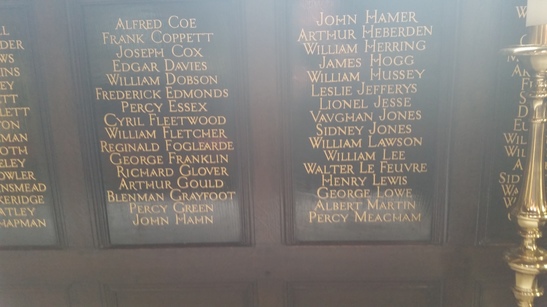 ALFRED COE
FRANK COPPETT
JOSEPH COX
EDGAR DAVIES
WILLIAM DOBSON
FREDERICK EDMONDS
PERCY ESSEX
CYRIL FLEETWOOD
WILLIAM FLETCHER
REGINALD FOGLEARDE
GEORGE FRANKLIN
RICHARD GLOVER
ARTHUR GOULD
BLENMAN GRAYFOOT
PERCY GREEN
JOHN HAMN
JOHN HAMER
ARTHUR HEBERDEN
WILLIAM HERRING
JAMES HOGG
WILLIAM HUSSEY
LESLIE JEFFERYS
LIONEL JESSE
VAUGHAN JONES
SIDNEY JONES
WILLIAM LAWSON
WILLIAM LEE
WALTER LE FEUVRE
HENRY LEWIS
GEORGE LOWE
ALBERT MARTIN
PERCY MEACHAM